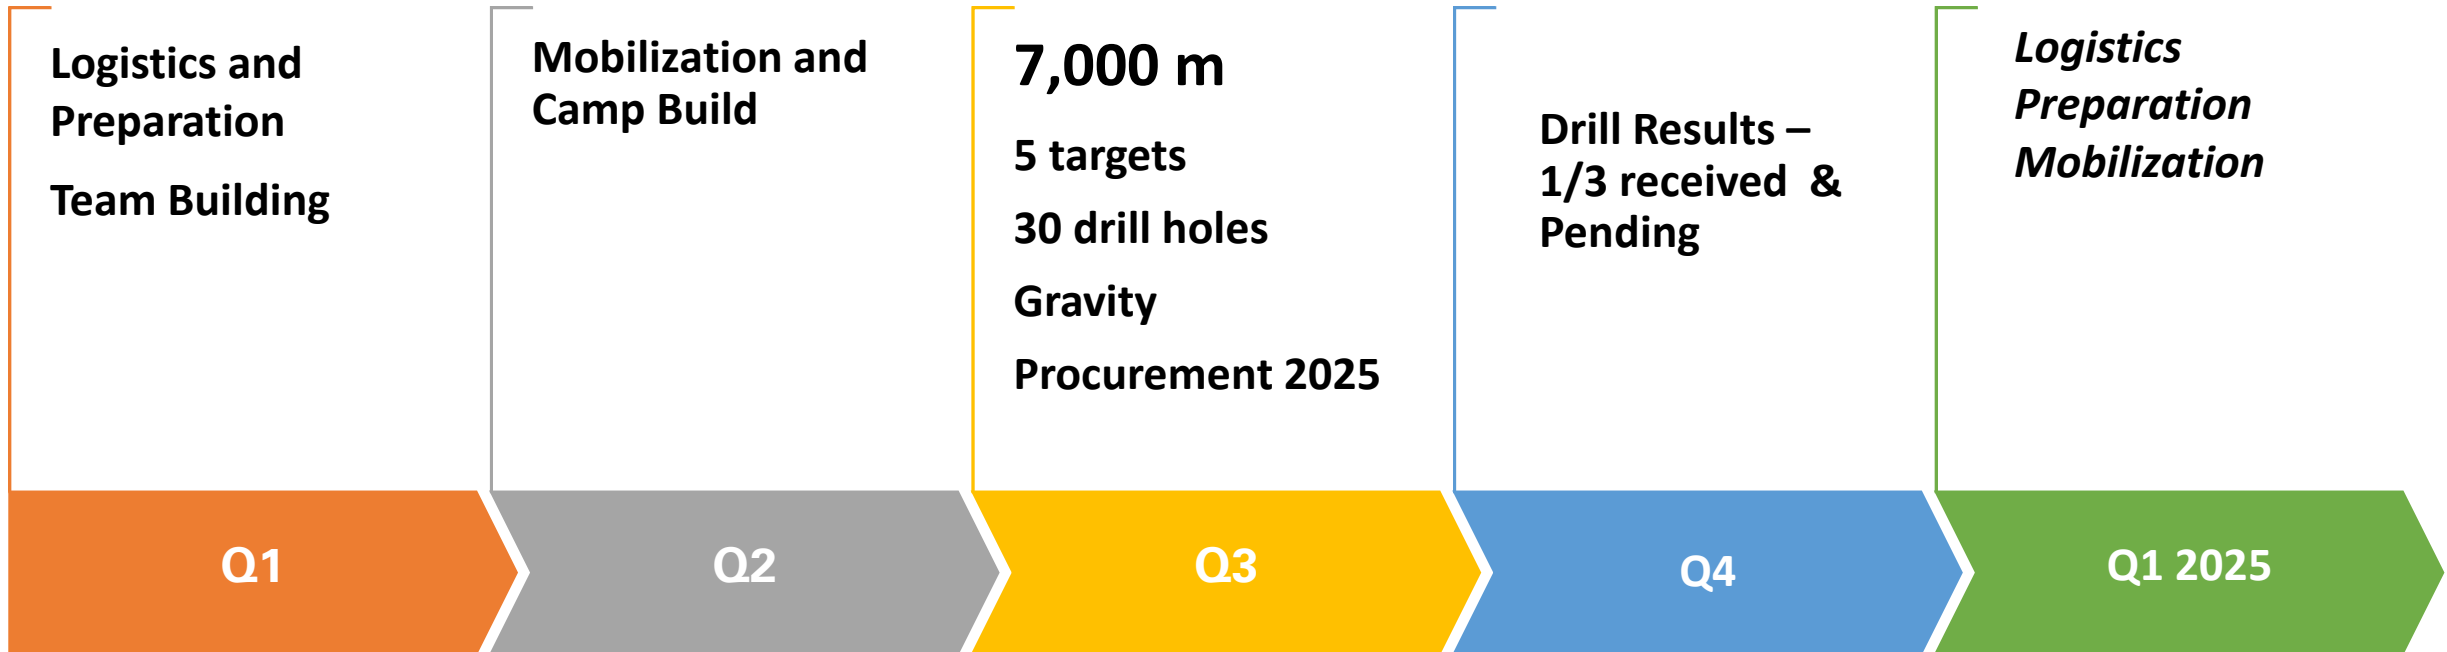 Logistics and
Preparation
Team Building
Mobilization and
Camp Build
7,000 m
5 targets
30 drill holes
Gravity
Procurement 2025
Drill Results –
1/3 received  &
Pending
Logistics
Preparation
Mobilization
Q1
Q2
Q3
Q4
Q1 2025